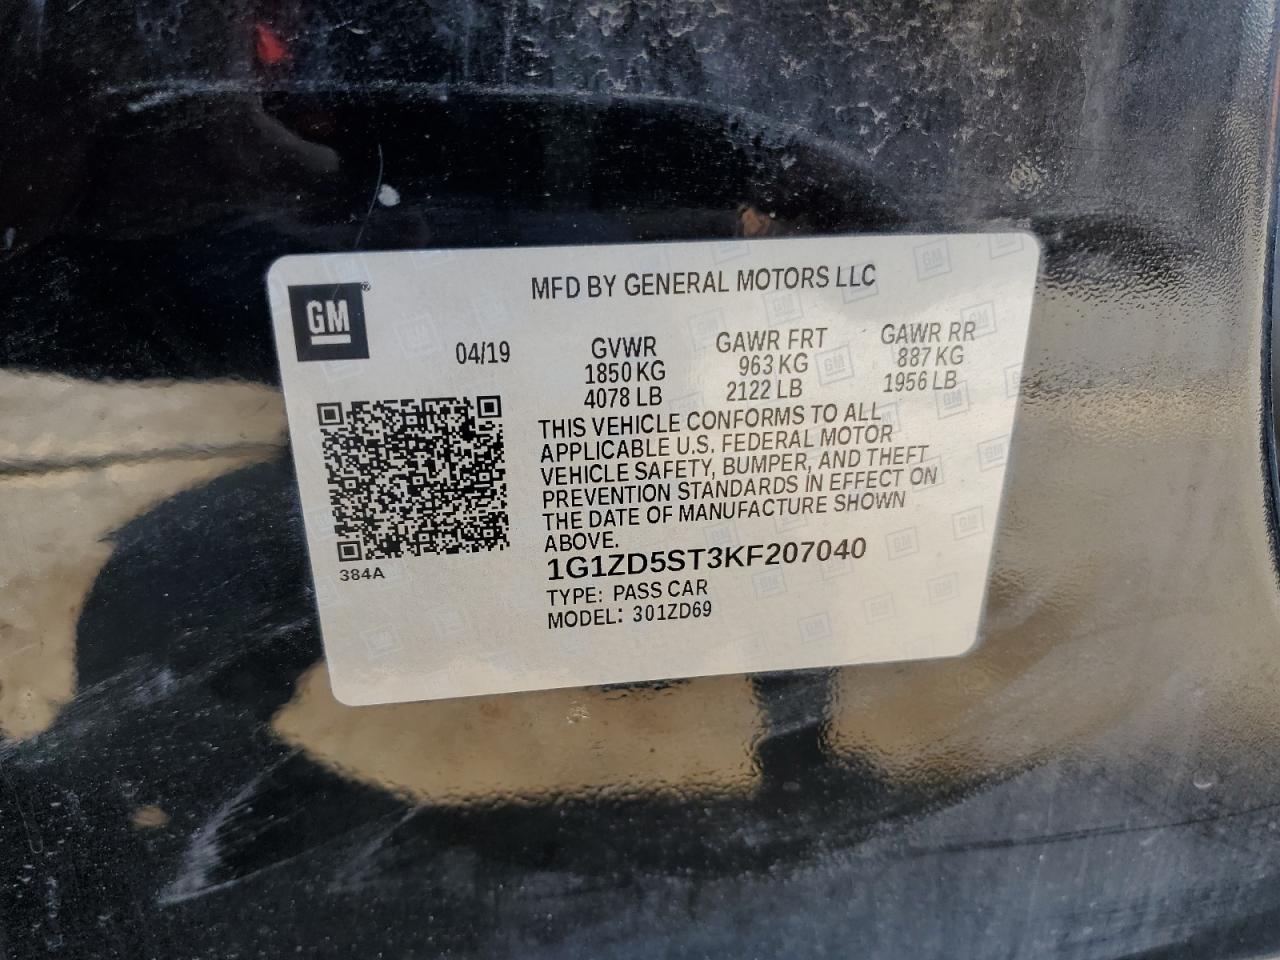 GM®
MFD BY GENERAL MOTORS LLC
04/19
GVWR
1850 KG
4078 LB
GAWR FRT
963 KG
2122 LB
GAWR RR
887 KG
1956 LB
THIS VEHICLE CONFORMS TO ALL
APPLICABLE U.S. FEDERAL MOTOR
VEHICLE SAFETY, BUMPER, AND THEFT
PREVENTION STANDARDS IN EFFECT ON
THE DATE OF MANUFACTURE SHOWN
ABOVE.
1G1ZD5ST3KF207040
TYPE: PASS CAR
MODEL: 301ZD69
384A